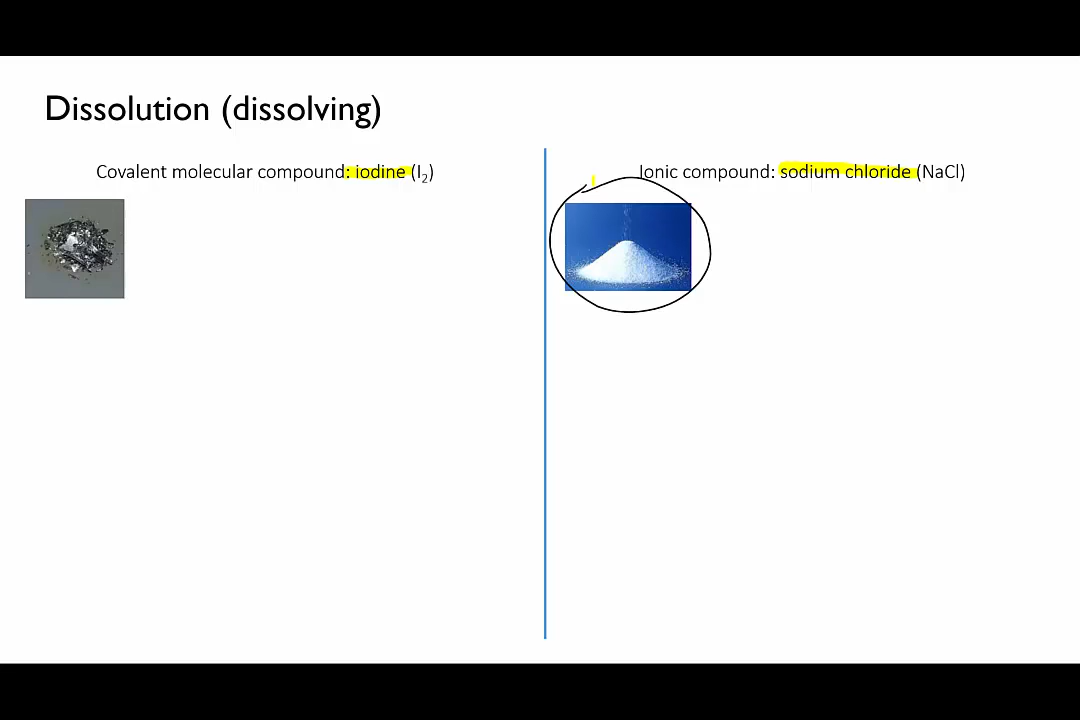 Dissolution (dissolving)
Covalent molecular compound: iodine (I₂)
Ionic compound: sodium chloride (NaCl)